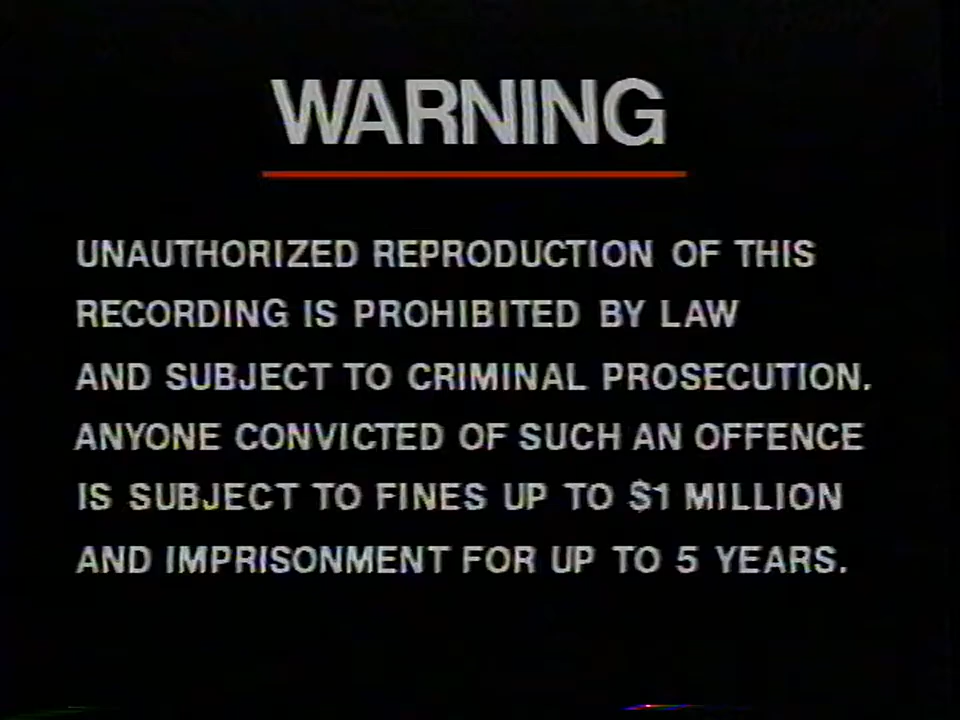 WARNING
UNAUTHORIZED REPRODUCTION OF THIS
RECORDING IS PROHIBITED BY LAW
AND SUBJECT TO CRIMINAL PROSECUTION.
ANYONE CONVICTED OF SUCH AN OFFENCE
IS SUBJECT TO FINES UP TO $1 MILLION
AND IMPRISONMENT FOR UP TO 5 YEARS.